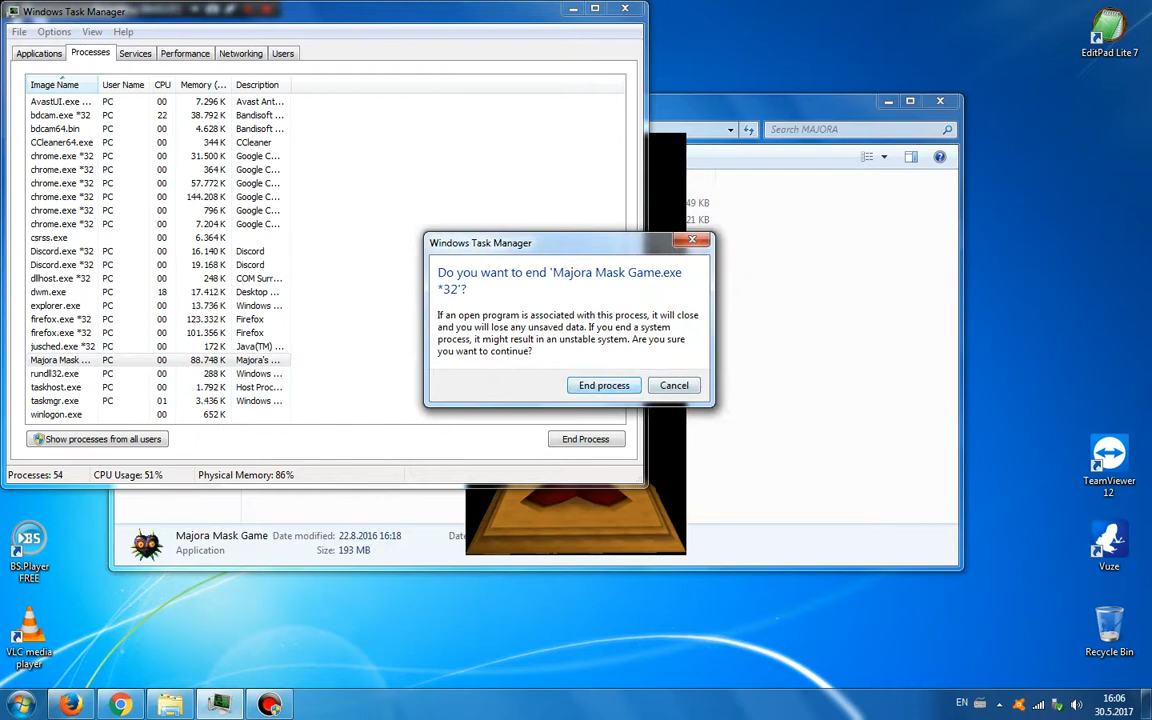 Windows Task Manager
File Options View Help
Applications Processes Services Performance Networking Users
Image Name User Name CPU Memory (... Description
AvastUI.exe ... PC 00 7.296 K Avast Ant...
bdcam.exe *32 PC 22 38.792 K Bandisoft ...
bdcam64.bin PC 00 4.628 K Bandisoft ...
CCleaner64.exe PC 00 344 K CCleaner
chrome.exe *32 PC 00 31.500 K Google C...
chrome.exe *32 PC 00 364 K Google C...
chrome.exe *32 PC 00 57.772 K Google C...
chrome.exe *32 PC 00 144.208 K Google C...
chrome.exe *32 PC 00 796 K Google C...
chrome.exe *32 PC 00 7.204 K Google C...
csrss.exe 00 6.364 K
Discord.exe *32 PC 00 16.140 K Discord
Discord.exe *32 PC 00 19.168 K Discord
dllhost.exe *32 PC 00 248 K COM Surr...
dwm.exe PC 18 17.412 K Desktop ...
explorer.exe PC 00 13.736 K Windows ...
firefox.exe *32 PC 00 123.332 K Firefox
firefox.exe *32 PC 00 101.356 K Firefox
jusched.exe *32 PC 00 172 K Java(TM) ...
Majora Mask ... PC 00 88.748 K Majora's ...
rundll32.exe PC 00 288 K Windows ...
taskhost.exe PC 00 1.792 K Host Proc...
taskmgr.exe PC 01 3.436 K Windows ...
winlogon.exe 00 652 K
Show processes from all users
End Process
Processes: 54 CPU Usage: 51% Physical Memory: 86%
Windows Task Manager
Do you want to end 'Majora Mask Game.exe
*32'?
If an open program is associated with this process, it will close
and you will lose any unsaved data. If you end a system
process, it might result in an unstable system. Are you sure
you want to continue?
End process Cancel
Search MAJORA
49 KB
21 KB
Majora Mask Game Date modified: 22.8.2016 16:18 Da
Application Size: 193 MB
EditPad Lite 7
TeamViewer
12
Vuze
Recycle Bin
BS
BS.Player
FREE
VLC media
player
EN
16:06
30.5.2017